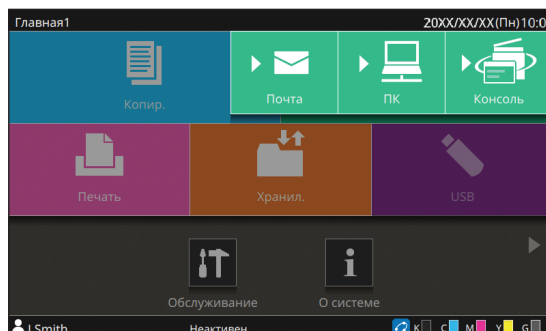 Главная1 20XX/XX/XX(Пн)10:0
Копир. Почта ПК Консоль
Печать Хранил. USB
Обслуживание О системе
J.Smith Неактивен K C M Y G